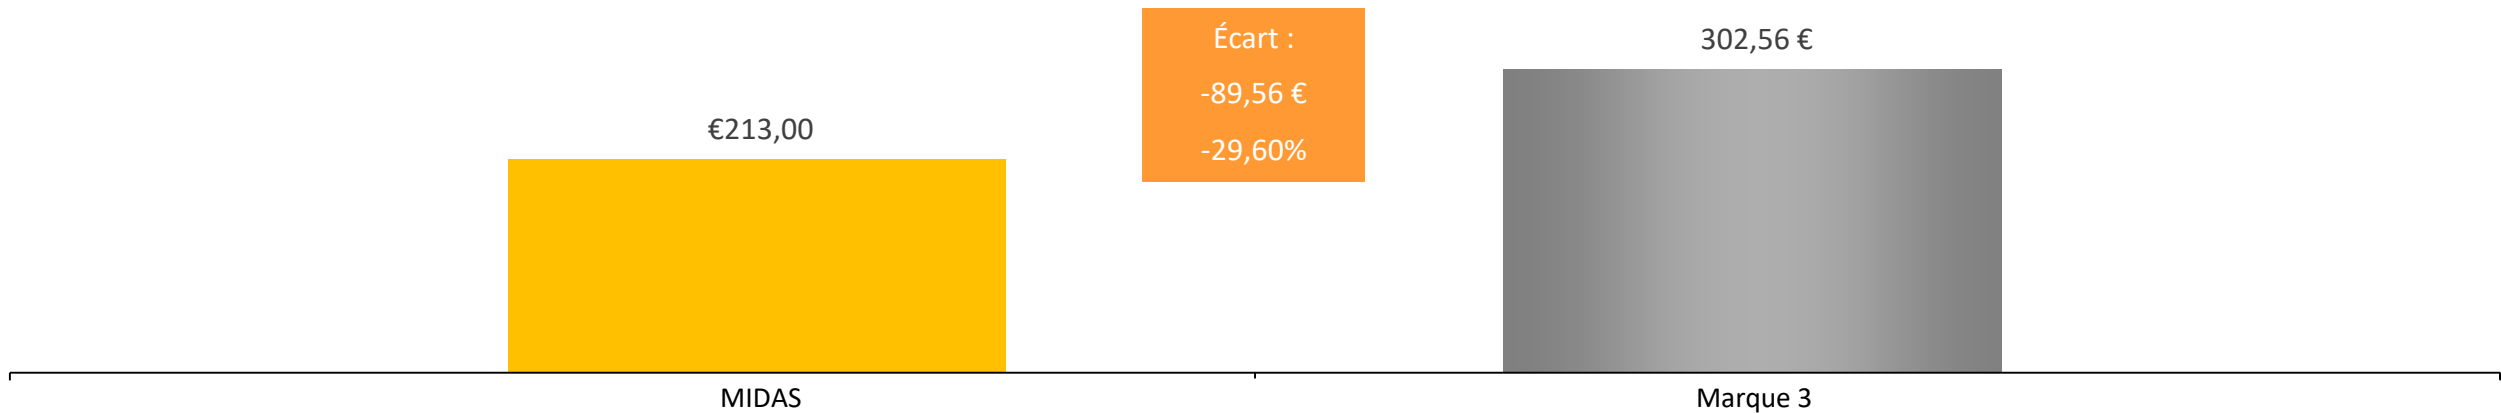 Écart :
-89,56 €
-29,60%
302,56 €
€213,00
MIDAS
Marque 3